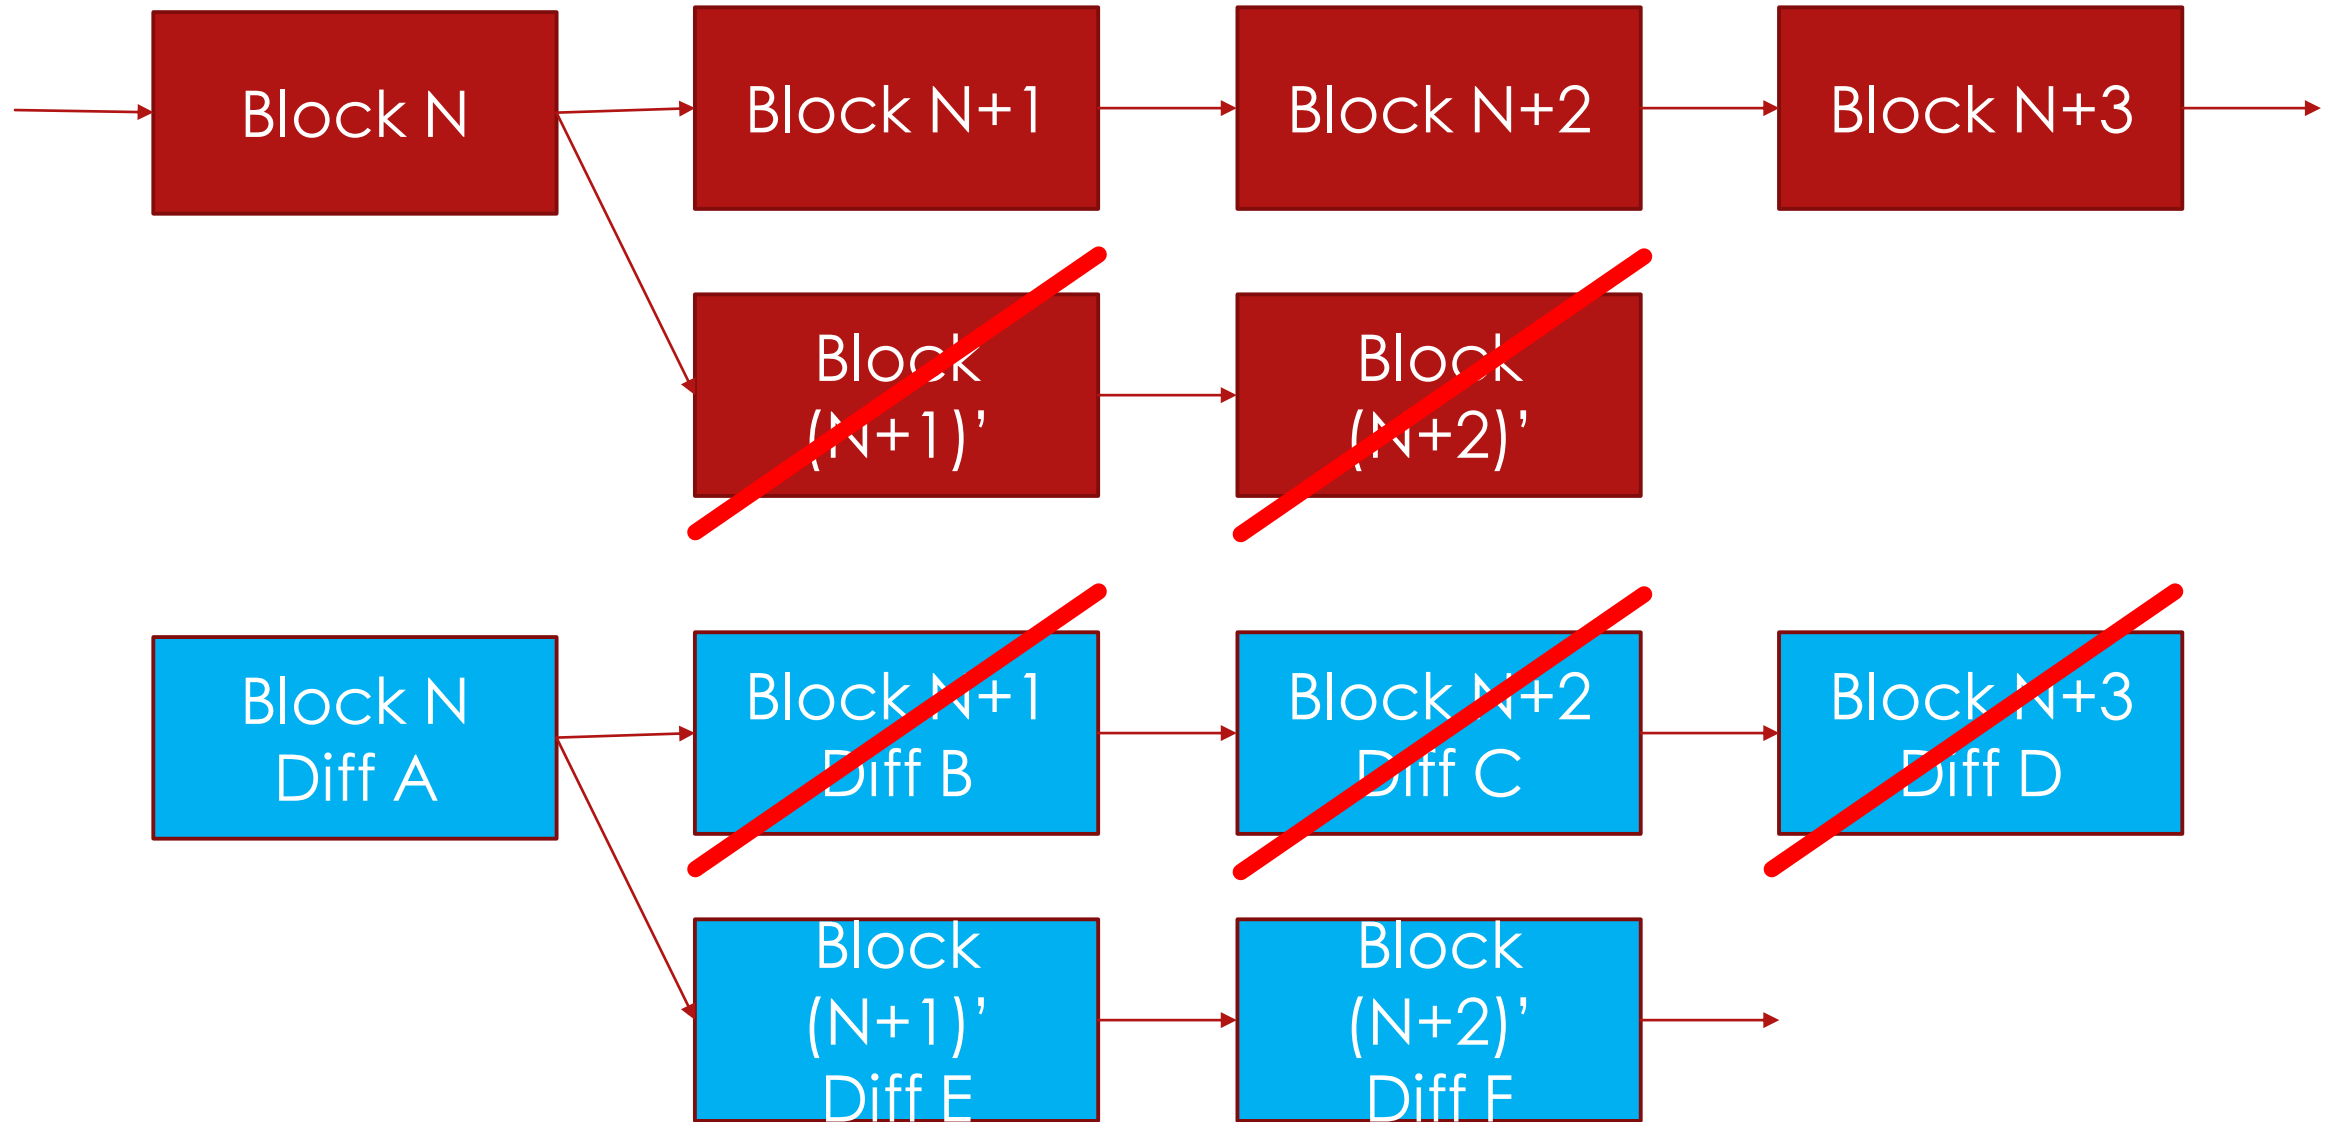 Block N
Block N+1
Block N+2
Block N+3
Block
(N+1)’
Block
(N+2)’
Block N
Diff A
Block N+1
Diff B
Block N+2
Diff C
Block N+3
Diff D
Block
(N+1)’
Diff E
Block
(N+2)’
Diff F